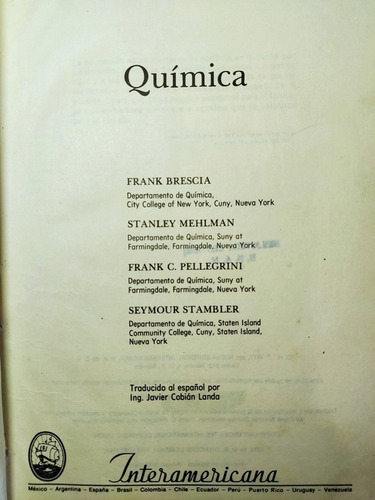 Química
FRANK BRESCIA
Departamento de Química,
City College of New York, Cuny, Nueva York
STANLEY MEHLMAN
Departamento de Química, Suny at
Farmingdale, Farmingdale, Nueva York
FRANK C. PELLEGRINI
Departamento de Química, Suny at
Farmingdale, Farmingdale, Nueva York
SEYMOUR STAMBLER
Departamento de Química, Staten Island
Community College, Cuny, Staten Island,
Nueva York
Traducido al español por
Ing. Javier Cobián Landa
Interamericana
México – Argentina – España – Brasil – Colombia – Chile – Ecuador – Perú – Puerto Rico – Uruguay – Venezuela